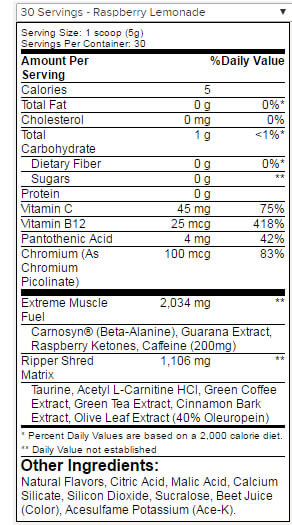 30 Servings - Raspberry Lemonade ▼
Serving Size: 1 scoop (5g)
Servings Per Container: 30
Amount Per Serving %Daily Value
Calories 5
Total Fat 0 g 0%*
Cholesterol 0 mg 0%
Total Carbohydrate 1 g <1%*
Dietary Fiber 0 g 0%*
Sugars 0 g **
Protein 0 g
Vitamin C 45 mg 75%
Vitamin B12 25 mcg 418%
Pantothenic Acid 4 mg 42%
Chromium (As Chromium Picolinate) 100 mcg 83%
Extreme Muscle Fuel 2,034 mg **
Carnosyn® (Beta-Alanine), Guarana Extract,
Raspberry Ketones, Caffeine (200mg)
Ripper Shred Matrix 1,106 mg **
Taurine, Acetyl L-Carnitine HCl, Green Coffee
Extract, Green Tea Extract, Cinnamon Bark
Extract, Olive Leaf Extract (40% Oleuropein)
* Percent Daily Values are based on a 2,000 calorie diet.
** Daily Value not established
Other Ingredients:
Natural Flavors, Citric Acid, Malic Acid, Calcium
Silicate, Silicon Dioxide, Sucralose, Beet Juice
(Color), Acesulfame Potassium (Ace-K).